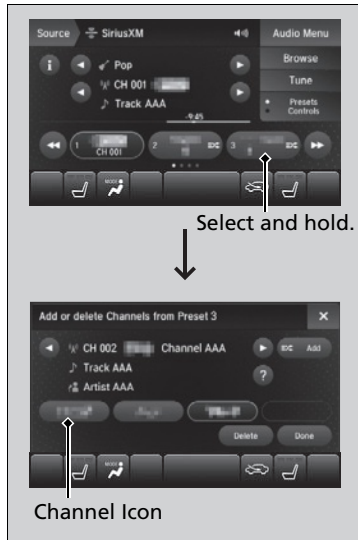 Source SiriusXM Audio Menu
i Pop Browse
CH 001 Tune
Track AAA Presets
Controls
-9:45
1 2 3
CH 001
MODE
Select and hold.
Add or delete Channels from Preset 3 ×
CH 002 Channel AAA Add
Track AAA ?
Artist AAA
Delete Done
MODE
Channel Icon